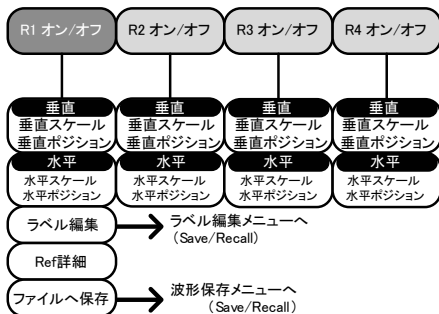 R1 オン/オフ R2 オン/オフ R3 オン/オフ R4 オン/オフ
垂直 垂直 垂直 垂直
垂直スケール 垂直スケール 垂直スケール 垂直スケール
垂直ポジション 垂直ポジション 垂直ポジション 垂直ポジション
水平 水平 水平 水平
水平スケール 水平スケール 水平スケール 水平スケール
水平ポジション 水平ポジション 水平ポジション 水平ポジション
ラベル編集 ラベル編集メニューへ
(Save/Recall)
Ref詳細
ファイルへ保存 波形保存メニューへ
(Save/Recall)